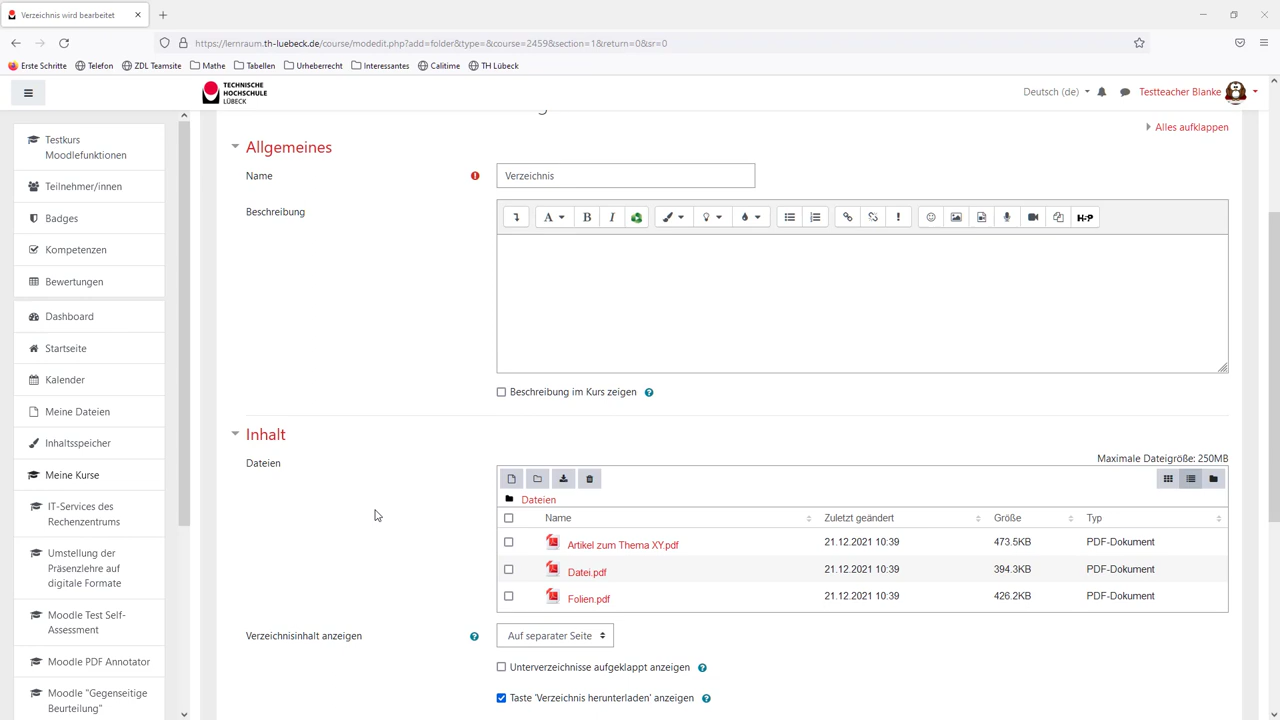 Verzeichnis wird bearbeitet
https://lernraum.th-luebeck.de/course/modedit.php?add=folder&type=&course=2459&section=1&return=0&sr=0
Erste Schritte Telefon ZDL Teamsite Mathe Tabellen Urheberrecht Interessantes Calitime TH Lübeck
TECHNISCHE
HOCHSCHULE
LÜBECK
Deutsch (de) Testteacher Blanke
Testkurs
Moodlefunktionen
Teilnehmer/innen
Badges
Kompetenzen
Bewertungen
Dashboard
Startseite
Kalender
Meine Dateien
Inhaltsspeicher
Meine Kurse
IT-Services des
Rechenzentrums
Umstellung der
Präsenzlehre auf
digitale Formate
Moodle Test Self-
Assessment
Moodle PDF Annotator
Moodle "Gegenseitige
Beurteilung"
Alles aufklappen
Allgemeines
Name Verzeichnis
Beschreibung
A B I H-P
Beschreibung im Kurs zeigen
Inhalt
Dateien
Maximale Dateigröße: 250MB
Dateien
Name Zuletzt geändert Größe Typ
Artikel zum Thema XY.pdf 21.12.2021 10:39 473.5KB PDF-Dokument
Datei.pdf 21.12.2021 10:39 394.3KB PDF-Dokument
Folien.pdf 21.12.2021 10:39 426.2KB PDF-Dokument
Verzeichnisinhalt anzeigen Auf separater Seite
Unterverzeichnisse aufgeklappt anzeigen
Taste 'Verzeichnis herunterladen' anzeigen